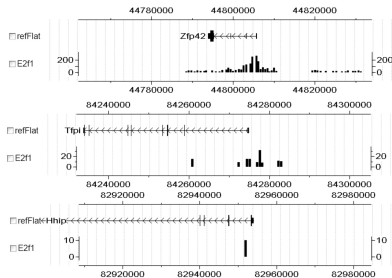 44780000 44800000 44820000
refFlat Zfp42
E2f1 200 0 200 0
44780000 44800000 44820000
84240000 84260000 84280000 84300000
refFlat Tfpi
E2f1 20 0 20 0
84240000 84260000 84280000 84300000
82920000 82940000 82960000 82980000
refFlat Hhip
E2f1 10 0 10 0
82920000 82940000 82960000 82980000